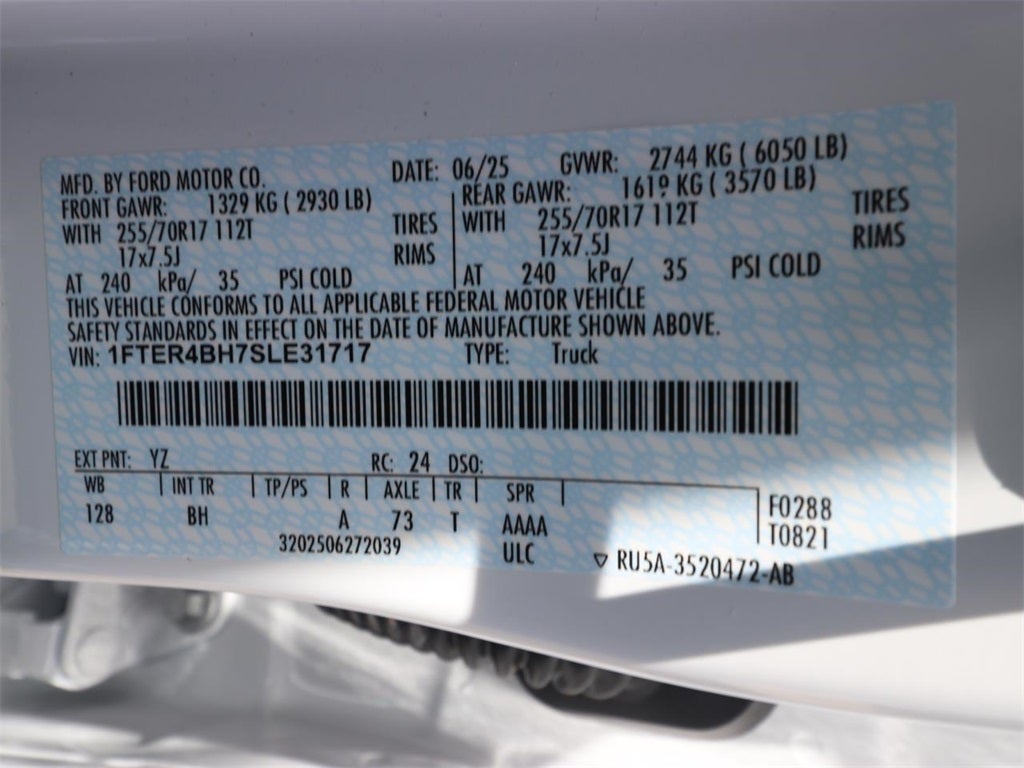 MFD. BY FORD MOTOR CO. DATE: 06/25 GVWR: 2744 KG ( 6050 LB)
FRONT GAWR: 1329 KG ( 2930 LB) REAR GAWR: 1619 KG ( 3570 LB)
WITH 255/70R17 112T TIRES WITH 255/70R17 112T TIRES
17x7.5J RIMS 17x7.5J RIMS
AT 240 kPa/ 35 PSI COLD AT 240 kPa/ 35 PSI COLD
THIS VEHICLE CONFORMS TO ALL APPLICABLE FEDERAL MOTOR VEHICLE
SAFETY STANDARDS IN EFFECT ON THE DATE OF MANUFACTURE SHOWN ABOVE.
VIN: 1FTER4BH7SLE31717 TYPE: Truck
EXT PNT: YZ RC: 24 DSO:
WB INT TR TP/PS R AXLE TR SPR F0288
128 BH A 73 T AAAA T0821
3202506272039 ULC ▽ RU5A-3520472-AB